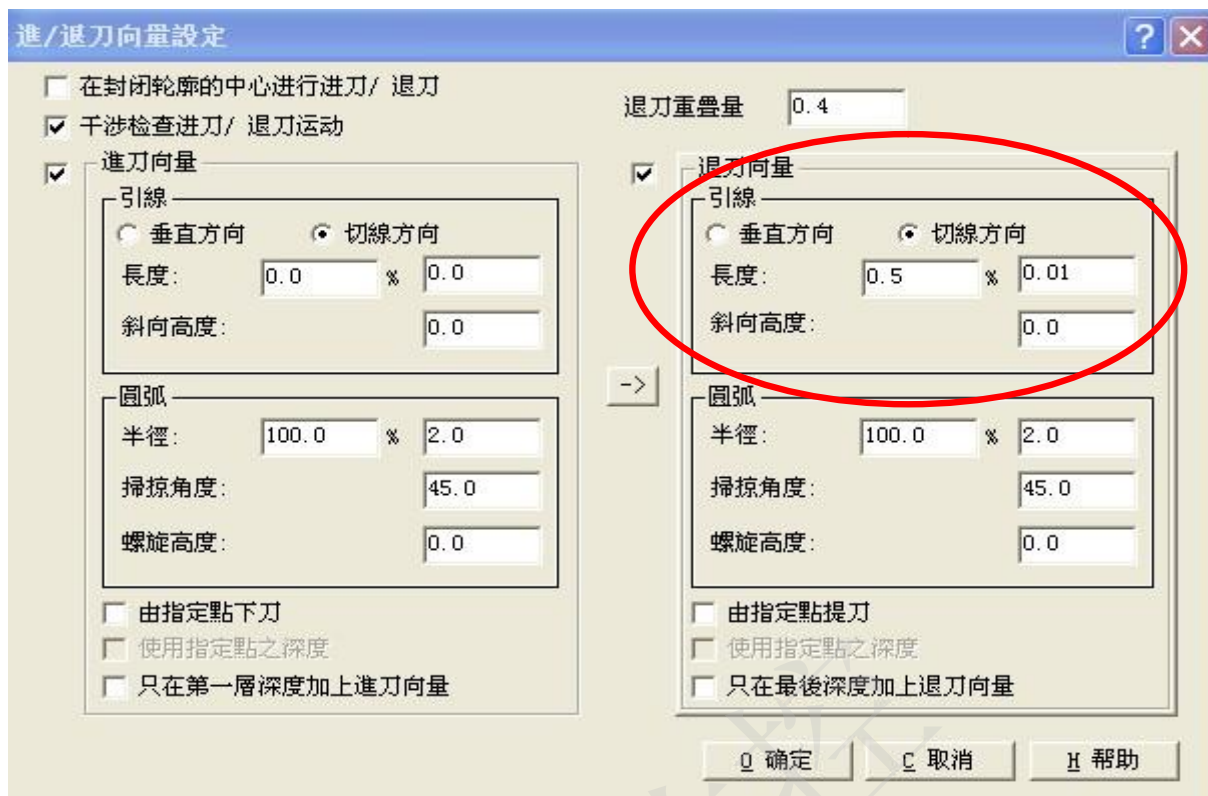 進/退刀向量設定
在封闭轮廓的中心进行进刀/ 退刀
干涉检查进刀/ 退刀运动
退刀重疊量 0.4
進刀向量
引線
垂直方向 切線方向
長度: 0.0 % 0.0
斜向高度: 0.0
圓弧
半徑: 100.0 % 2.0
掃掠角度: 45.0
螺旋高度: 0.0
由指定點下刀
使用指定點之深度
只在第一層深度加上進刀向量
->
退刀向量
引線
垂直方向 切線方向
長度: 0.5 % 0.01
斜向高度: 0.0
圓弧
半徑: 100.0 % 2.0
掃掠角度: 45.0
螺旋高度: 0.0
由指定點提刀
使用指定點之深度
只在最後深度加上退刀向量
O 确定 C 取消 H 帮助